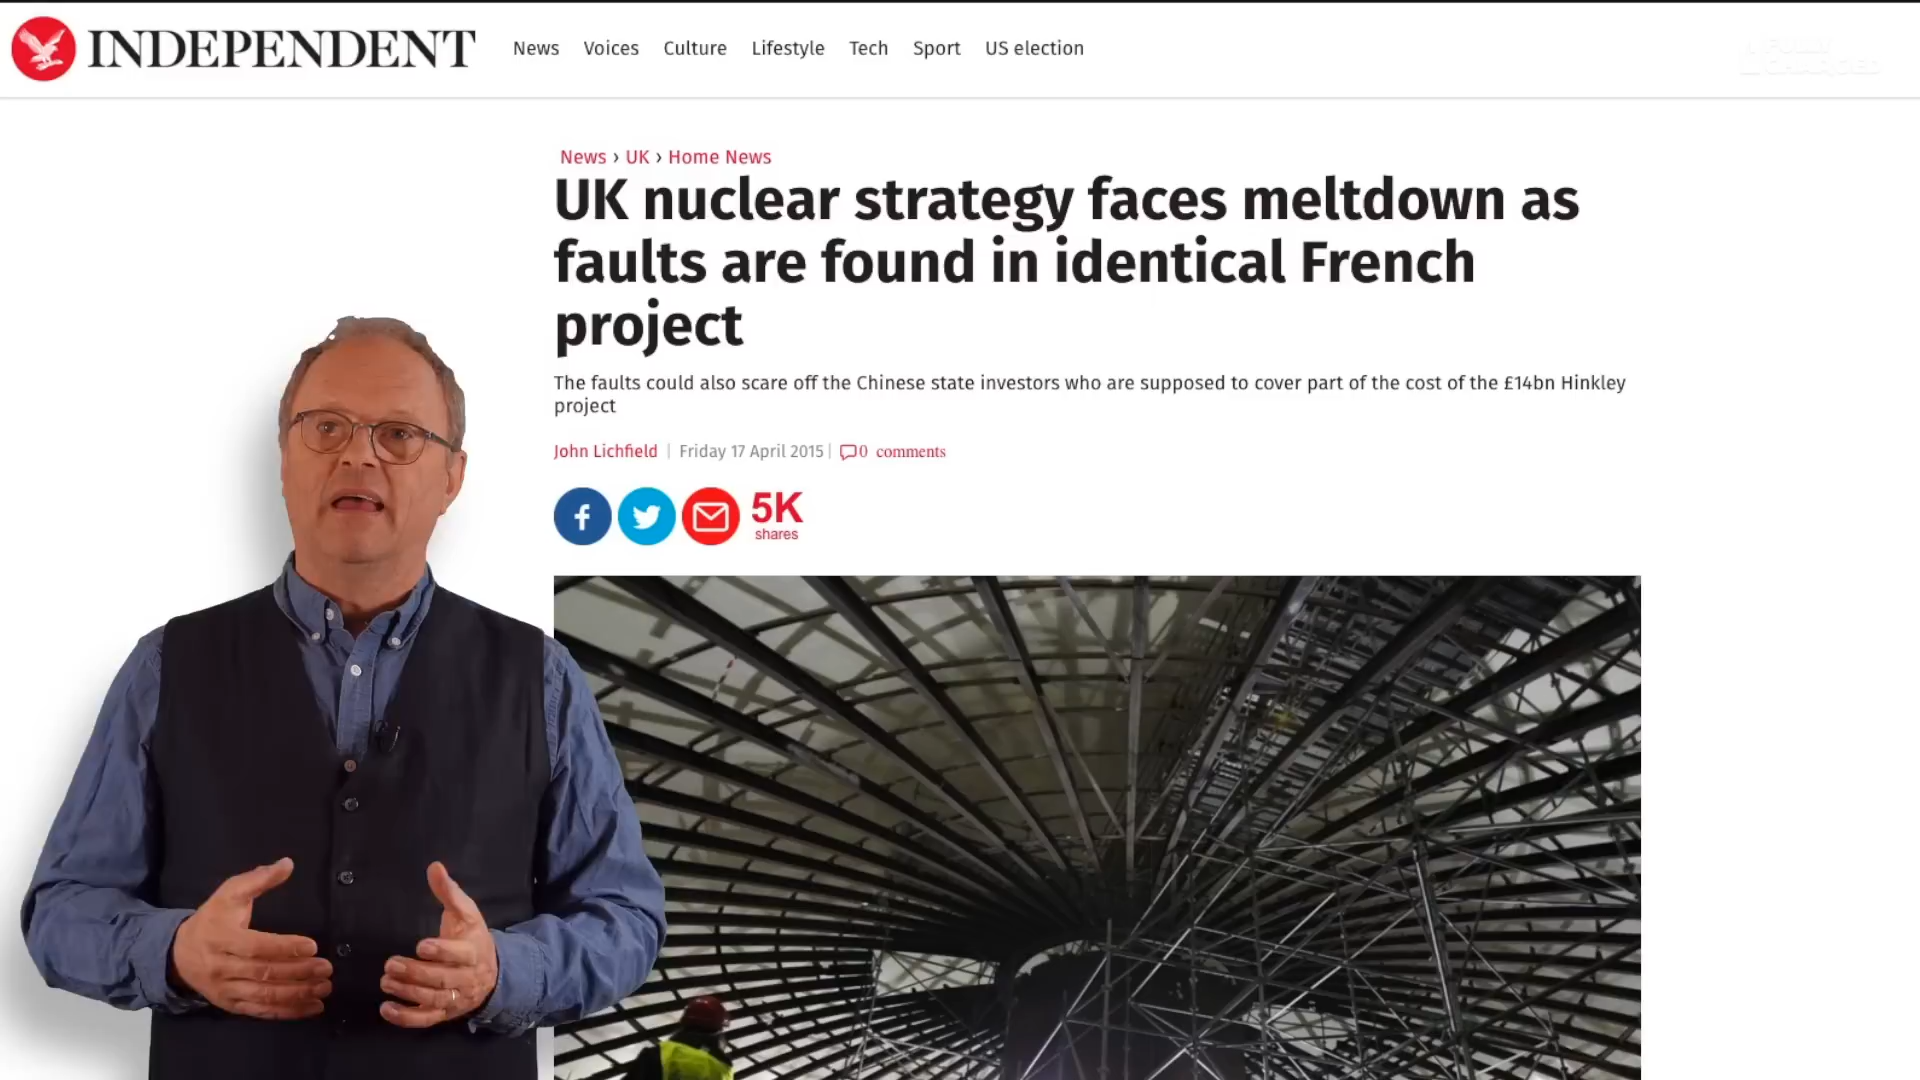 INDEPENDENT
News Voices Culture Lifestyle Tech Sport US election
FULLY
CHARGED
News › UK › Home News
UK nuclear strategy faces meltdown as
faults are found in identical French
project
The faults could also scare off the Chinese state investors who are supposed to cover part of the cost of the £14bn Hinkley
project
John Lichfield | Friday 17 April 2015 | 0 comments
5K
shares